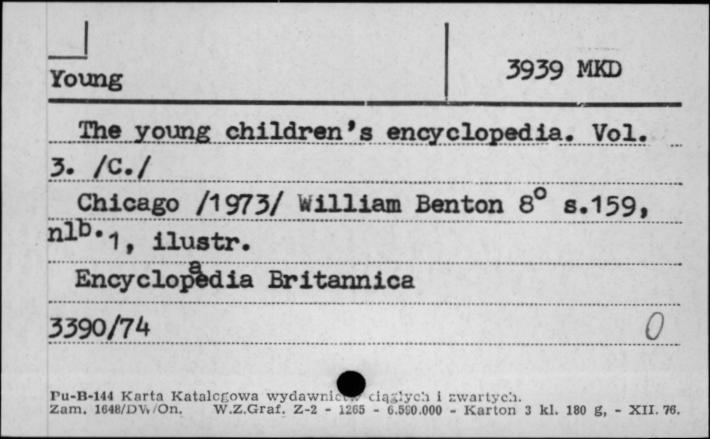 Young
3939 MKD
The young children's encyclopedia. Vol.
3. /C./
Chicago /1973/ William Benton 8° s.159,
nlb.1, ilustr.
Encyclopaedia Britannica
3390/74
0
Pu-B-144 Karta Katalogowa ciągłych i zwartych.
Zam. 1648/DW/On. W.Z.Graf. Z-2 - 1265 - 6.590.000 - Karton 3 kl. 180 g, - XII. 76.